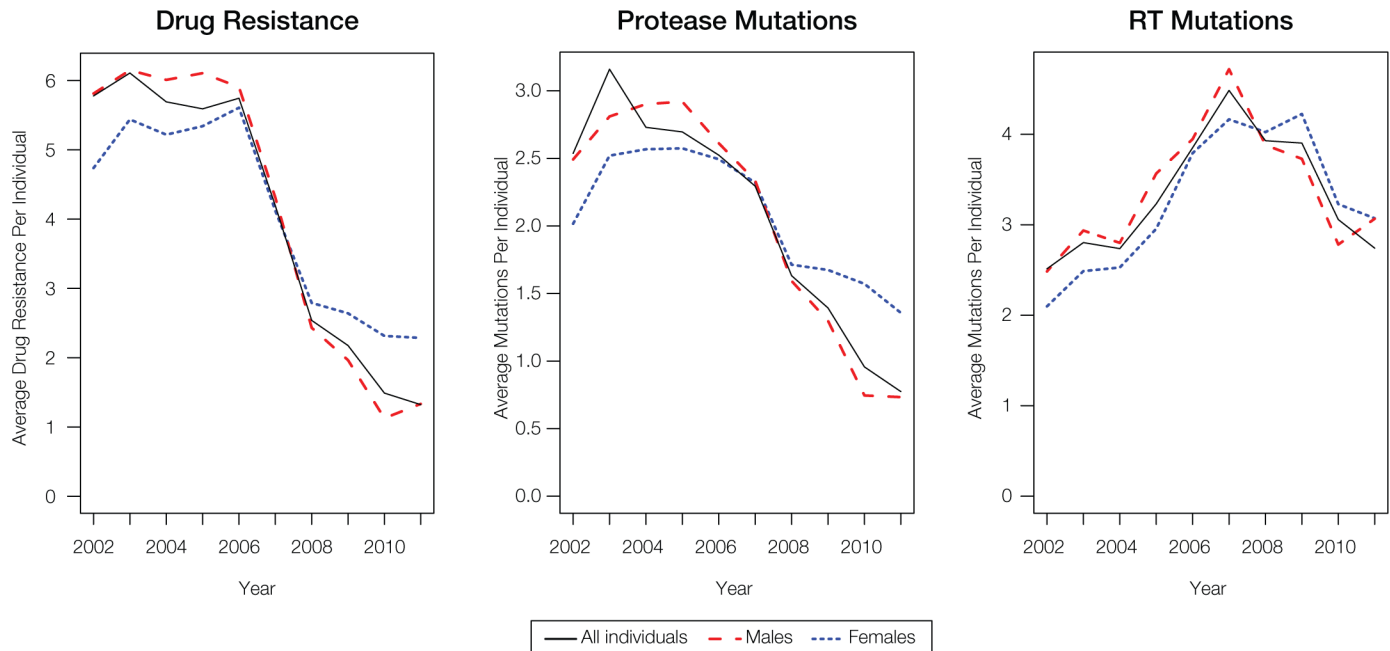 Drug Resistance
Average Drug Resistance Per Individual
6
5
4
3
2
1
0
2002 2004 2006 2008 2010
Year
Protease Mutations
Average Mutations Per Individual
3.0
2.5
2.0
1.5
1.0
0.5
0.0
2002 2004 2006 2008 2010
Year
RT Mutations
Average Mutations Per Individual
4
3
2
1
0
2002 2004 2006 2008 2010
Year
All individuals Males Females